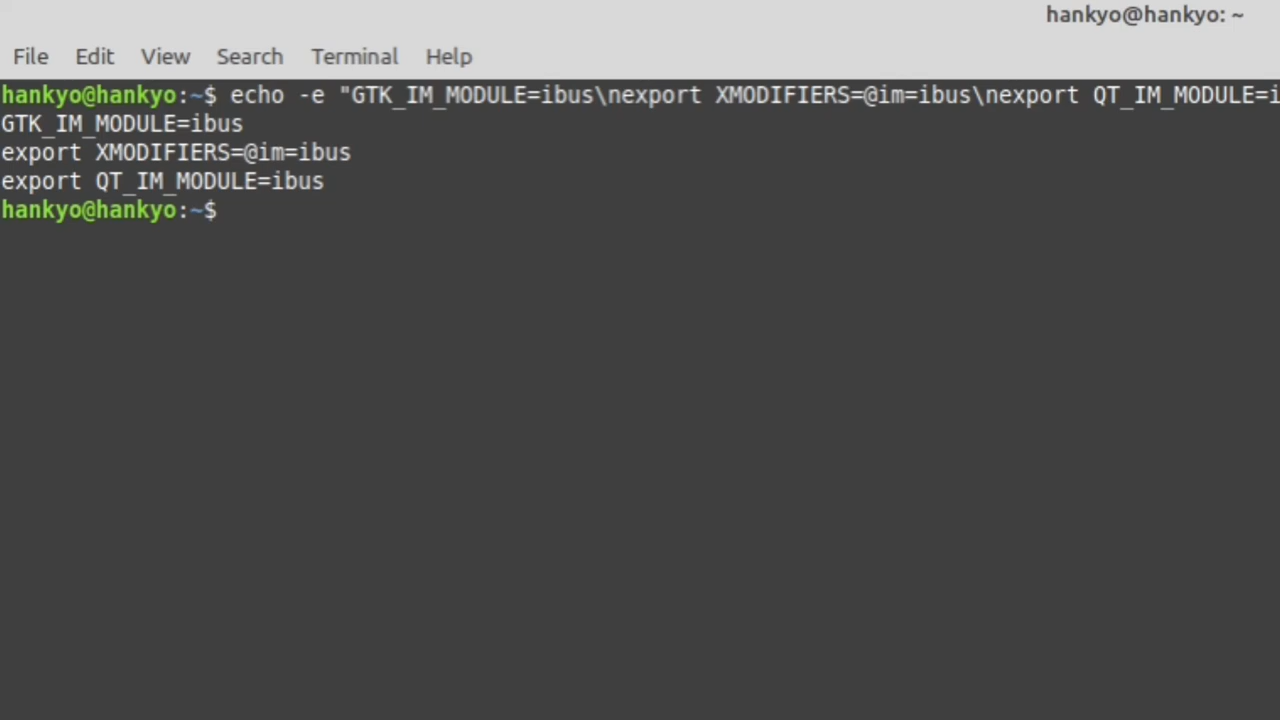 hankyo@hankyo: ~
File Edit View Search Terminal Help
hankyo@hankyo:~$ echo -e "GTK_IM_MODULE=ibus\nexport XMODIFIERS=@im=ibus\nexport QT_IM_MODULE=i
GTK_IM_MODULE=ibus
export XMODIFIERS=@im=ibus
export QT_IM_MODULE=ibus
hankyo@hankyo:~$